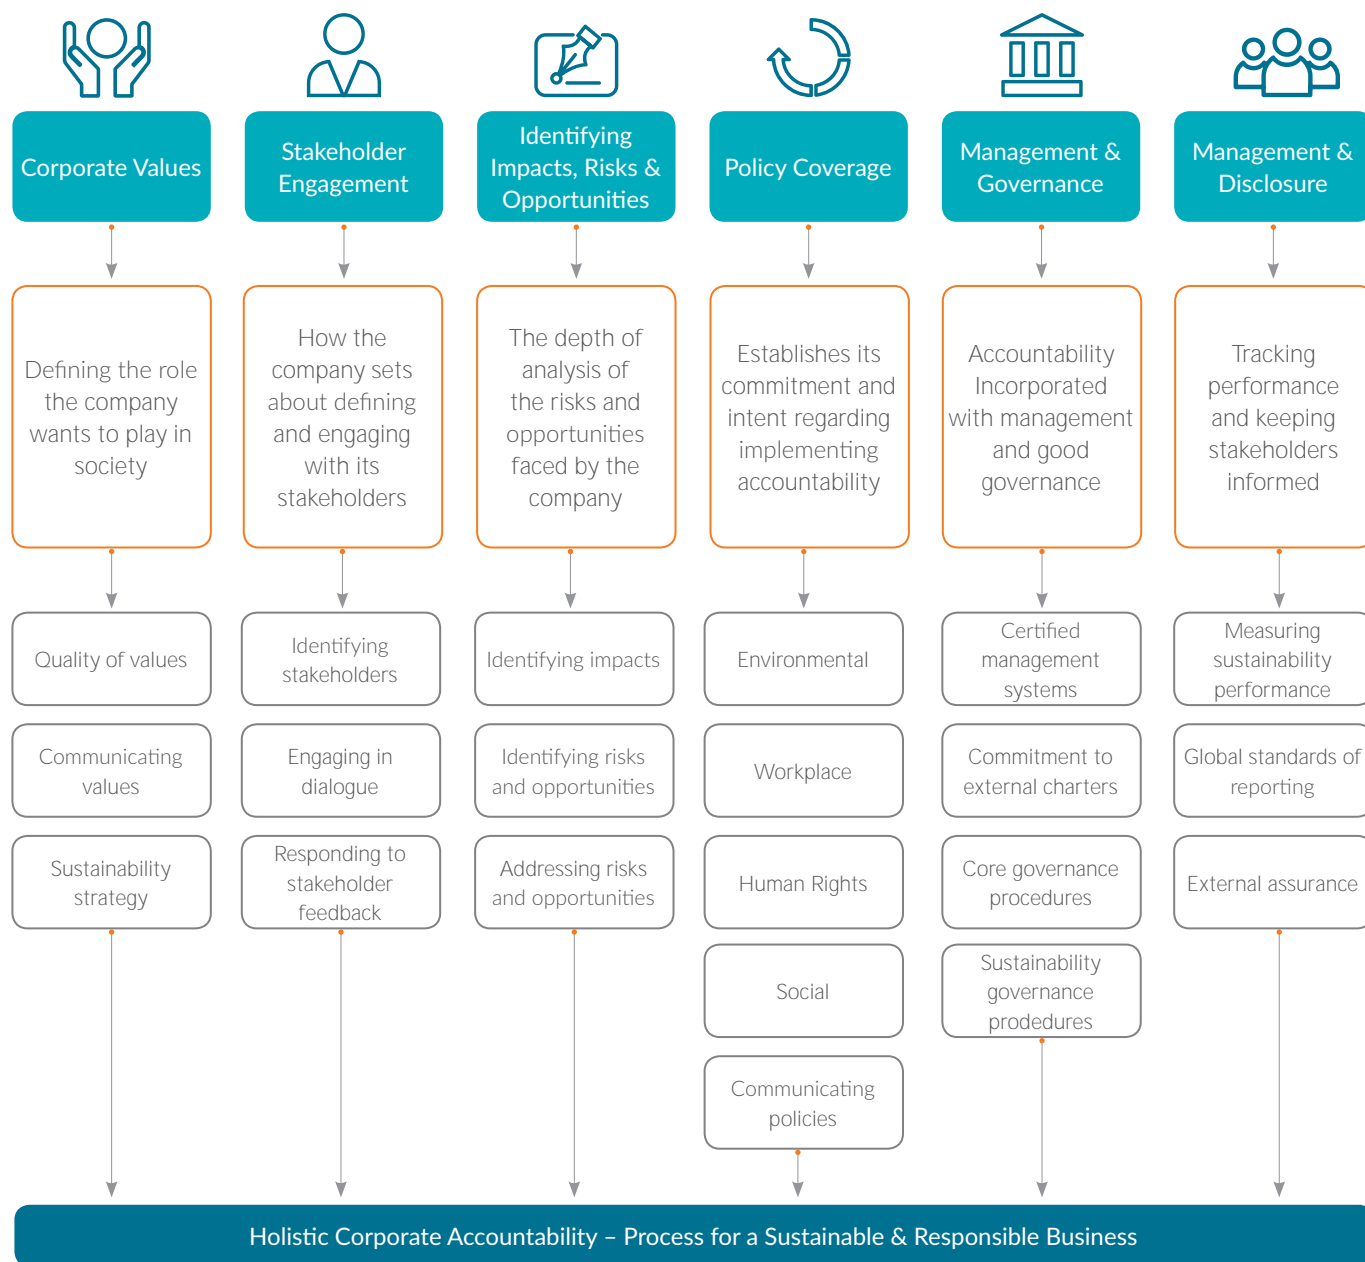 Corporate Values
Stakeholder
Engagement
Identifying
Impacts, Risks &
Opportunities
Policy Coverage
Management &
Governance
Management &
Disclosure
Defining the role
the company
wants to play in
society
How the
company sets
about defining
and engaging
with its
stakeholders
The depth of
analysis of
the risks and
opportunities
faced by the
company
Establishes its
commitment and
intent regarding
implementing
accountability
Accountability
Incorporated
with management
and good
governance
Tracking
performance
and keeping
stakeholders
informed
Quality of values
Identifying
stakeholders
Identifying impacts
Environmental
Certified
management
systems
Measuring
sustainability
performance
Communicating
values
Engaging in
dialogue
Identifying risks
and opportunities
Workplace
Commitment to
external charters
Global standards of
reporting
Sustainability
strategy
Responding to
stakeholder
feedback
Addressing risks
and opportunities
Human Rights
Core governance
procedures
External assurance
Social
Sustainability
governance
prodedures
Communicating
policies
Holistic Corporate Accountability – Process for a Sustainable & Responsible Business